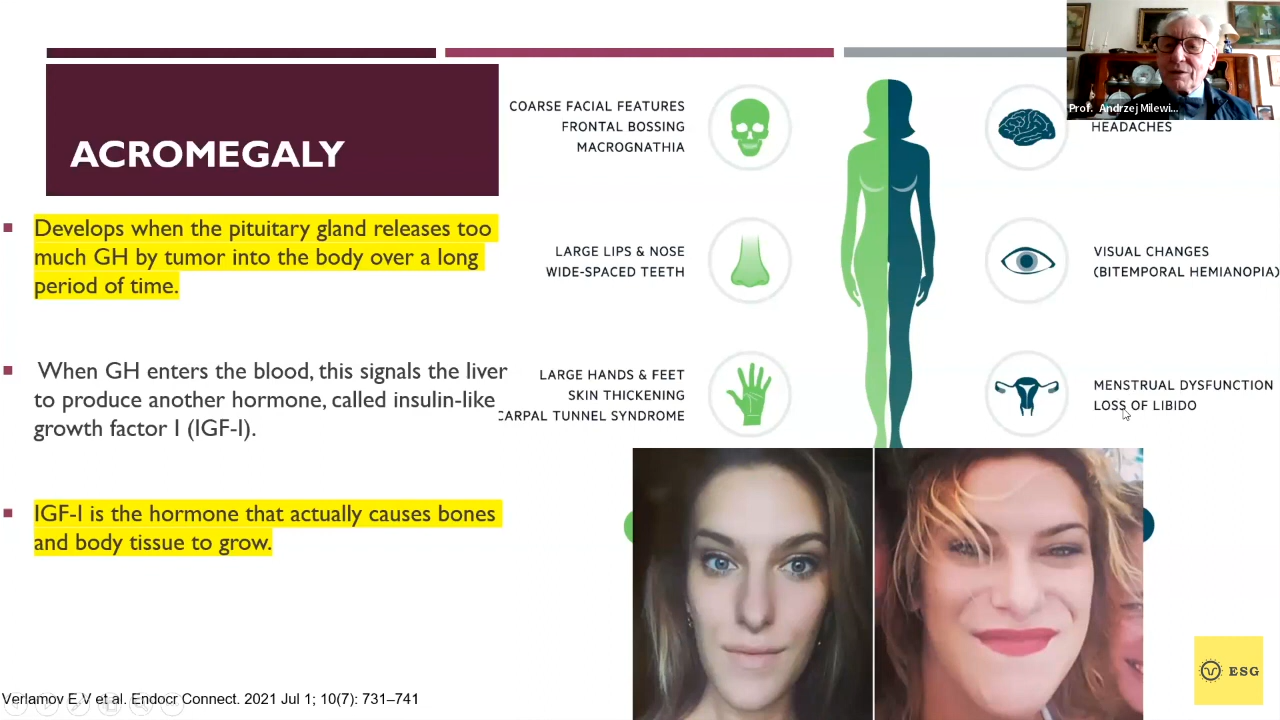 ACROMEGALY
Develops when the pituitary gland releases too
much GH by tumor into the body over a long
period of time.
When GH enters the blood, this signals the liver
to produce another hormone, called insulin-like
growth factor I (IGF-I).
IGF-I is the hormone that actually causes bones
and body tissue to grow.
Verlamov E.V et al. Endocr Connect. 2021 Jul 1; 10(7): 731–741
COARSE FACIAL FEATURES
FRONTAL BOSSING
MACROGNATHIA
LARGE LIPS & NOSE
WIDE-SPACED TEETH
LARGE HANDS & FEET
SKIN THICKENING
CARPAL TUNNEL SYNDROME
Prof. Andrzej Milewi...
HEADACHES
VISUAL CHANGES
(BITEMPORAL HEMIANOPIA)
MENSTRUAL DYSFUNCTION
LOSS OF LIBIDO
ESG